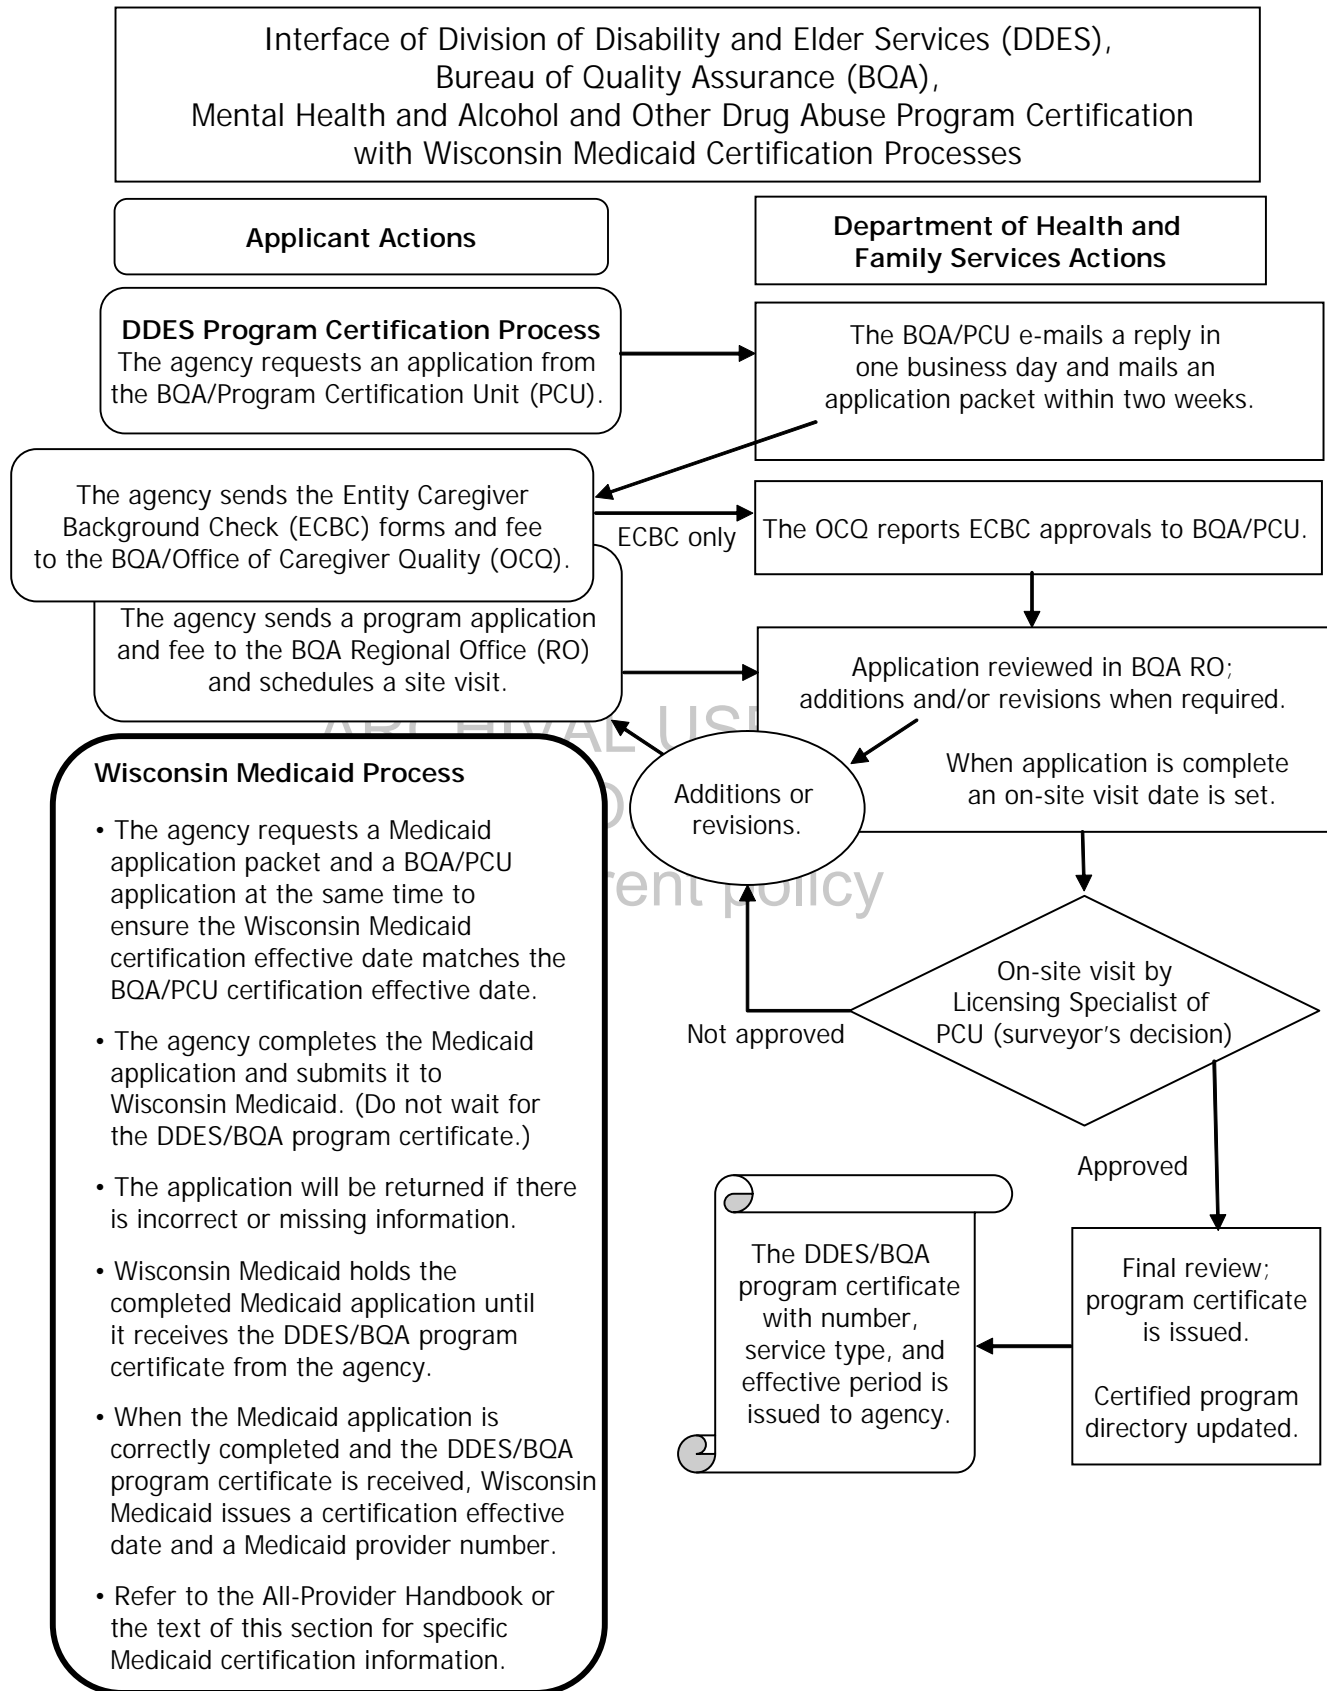 Interface of Division of Disability and Elder Services (DDES),
Bureau of Quality Assurance (BQA),
Mental Health and Alcohol and Other Drug Abuse Program Certification
with Wisconsin Medicaid Certification Processes
Applicant Actions
Department of Health and
Family Services Actions
DDES Program Certification Process
The agency requests an application from
the BQA/Program Certification Unit (PCU).
The BQA/PCU e-mails a reply in
one business day and mails an
application packet within two weeks.
The agency sends the Entity Caregiver
Background Check (ECBC) forms and fee
to the BQA/Office of Caregiver Quality (OCQ).
ECBC only
The OCQ reports ECBC approvals to BQA/PCU.
The agency sends a program application
and fee to the BQA Regional Office (RO)
and schedules a site visit.
Application reviewed in BQA RO;
additions and/or revisions when required.
When application is complete
an on-site visit date is set.
Additions or
revisions.
ARCHIVAL USE
policy
On-site visit by
Licensing Specialist of
PCU (surveyor's decision)
Not approved
Approved
Final review;
program certificate
is issued.
Certified program
directory updated.
The DDES/BQA
program certificate
with number,
service type, and
effective period is
issued to agency.
Wisconsin Medicaid Process
• The agency requests a Medicaid
application packet and a BQA/PCU
application at the same time to
ensure the Wisconsin Medicaid
certification effective date matches the
BQA/PCU certification effective date.
• The agency completes the Medicaid
application and submits it to
Wisconsin Medicaid. (Do not wait for
the DDES/BQA program certificate.)
• The application will be returned if there
is incorrect or missing information.
• Wisconsin Medicaid holds the
completed Medicaid application until
it receives the DDES/BQA program
certificate from the agency.
• When the Medicaid application is
correctly completed and the DDES/BQA
program certificate is received, Wisconsin
Medicaid issues a certification effective
date and a Medicaid provider number.
• Refer to the All-Provider Handbook or
the text of this section for specific
Medicaid certification information.